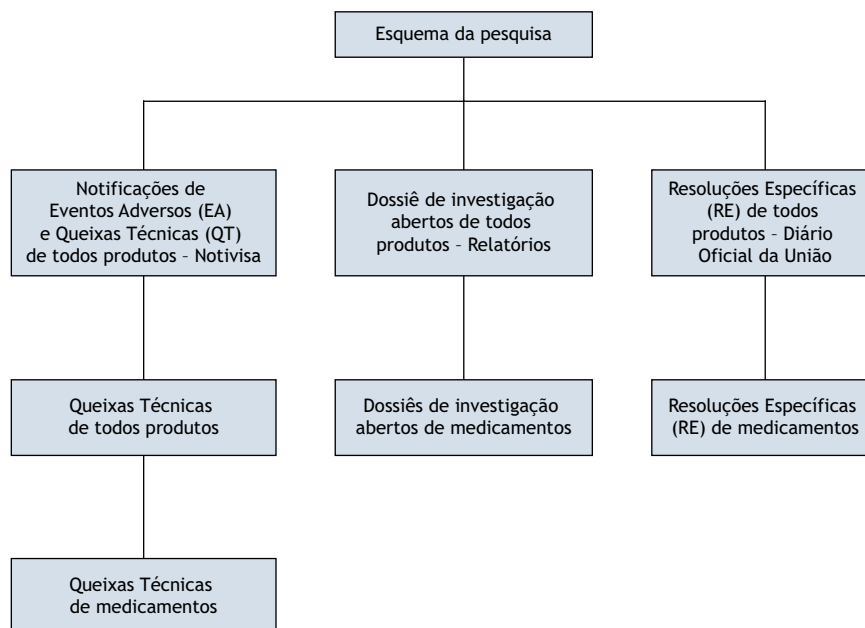 Esquema da pesquisa
Notificações de
Eventos Adversos (EA)
e Queixas Técnicas (QT)
de todos produtos – Notivisa
Dossiê de investigação
abertos de todos
produtos – Relatórios
Resoluções Específicas
(RE) de todos
produtos – Diário
Oficial da União
Queixas Técnicas
de todos produtos
Dossiês de investigação
abertos de medicamentos
Resoluções Específicas
(RE) de medicamentos
Queixas Técnicas
de medicamentos